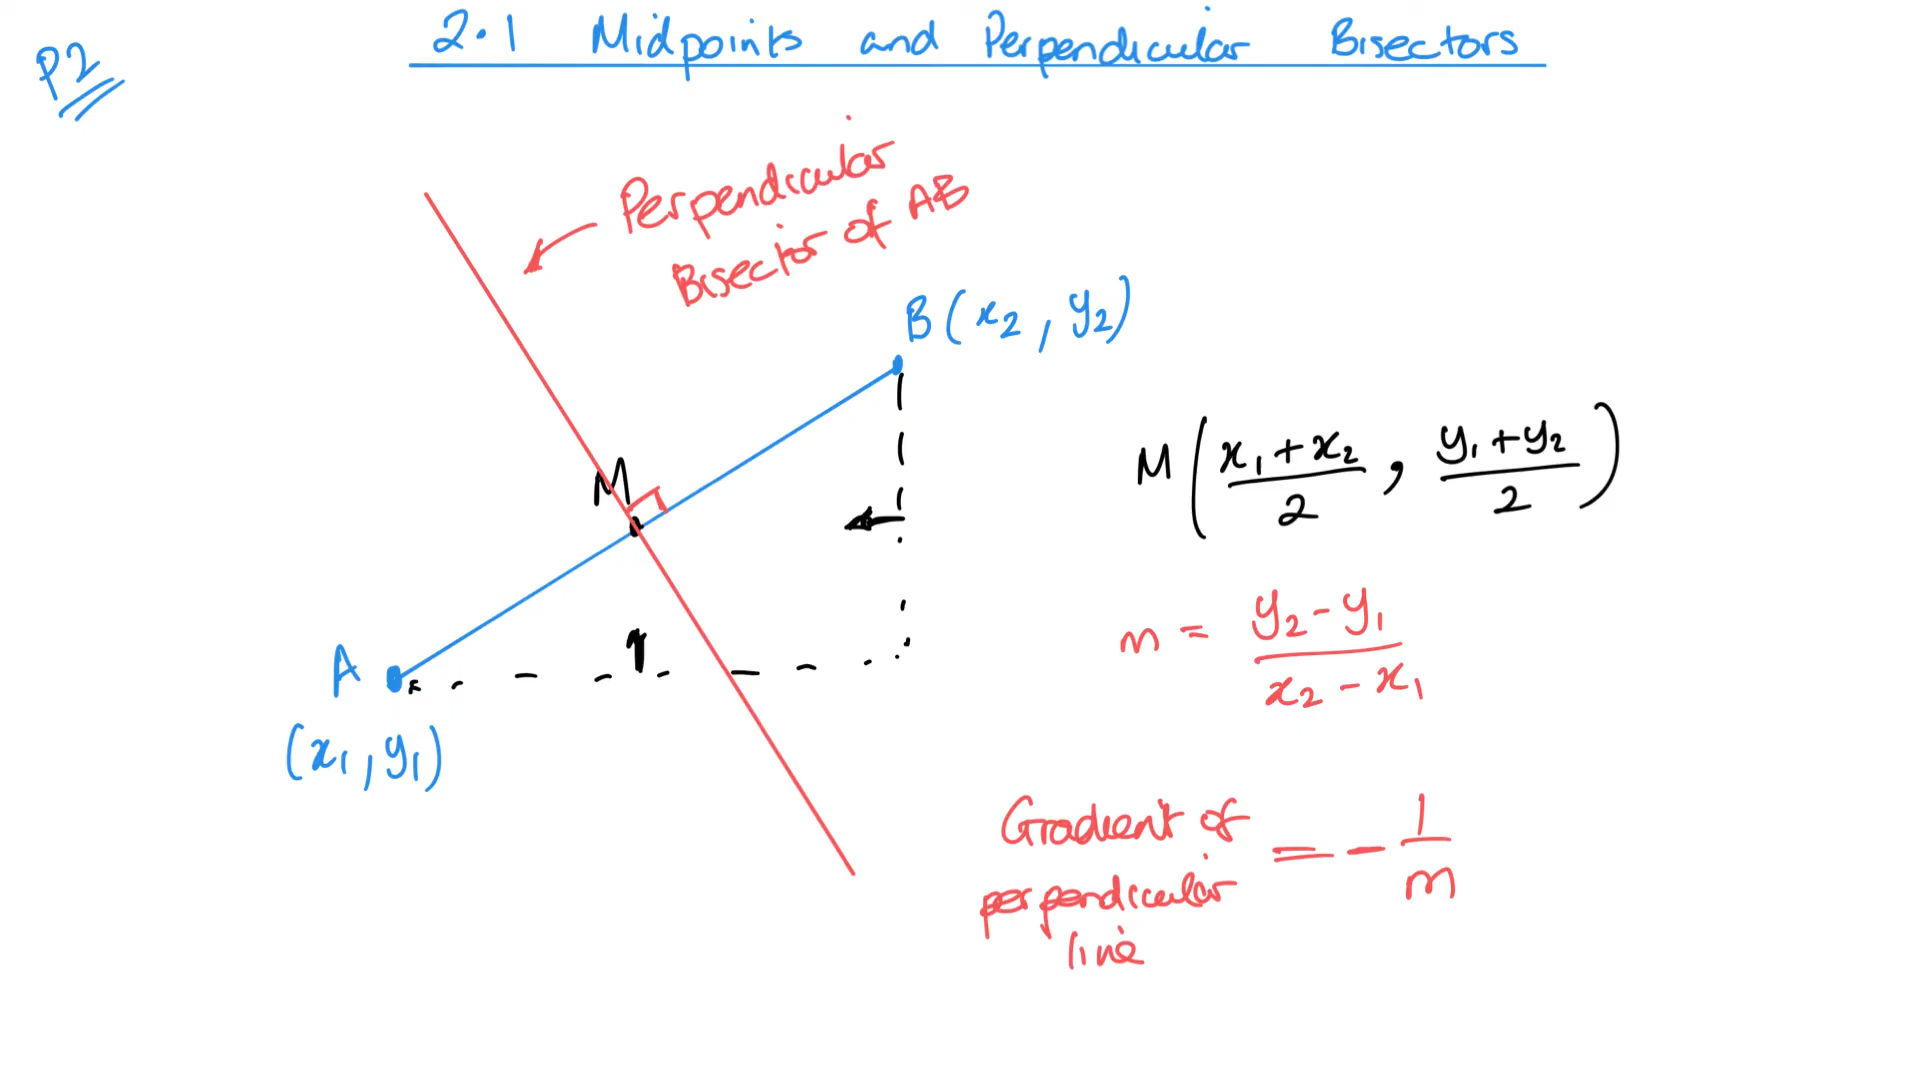 P2
2.1 Midpoints and Perpendicular Bisectors
Perpendicular
Bisector of AB
B(x₂, y₂)
M
M((x₁+x₂)/2, (y₁+y₂)/2)
m = (y₂-y₁)/(x₂-x₁)
A
(x₁, y₁)
Gradient of
perpendicular
line
= -1/m